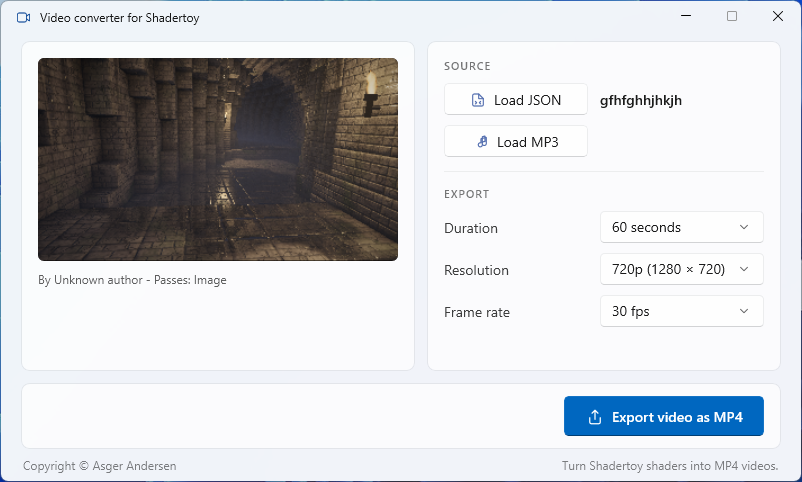 Video converter for Shadertoy
SOURCE
Load JSON
gfhfghhjhkjh
Load MP3
EXPORT
Duration
60 seconds
Resolution
720p (1280 × 720)
Frame rate
30 fps
By Unknown author - Passes: Image
Export video as MP4
Copyright © Asger Andersen
Turn Shadertoy shaders into MP4 videos.